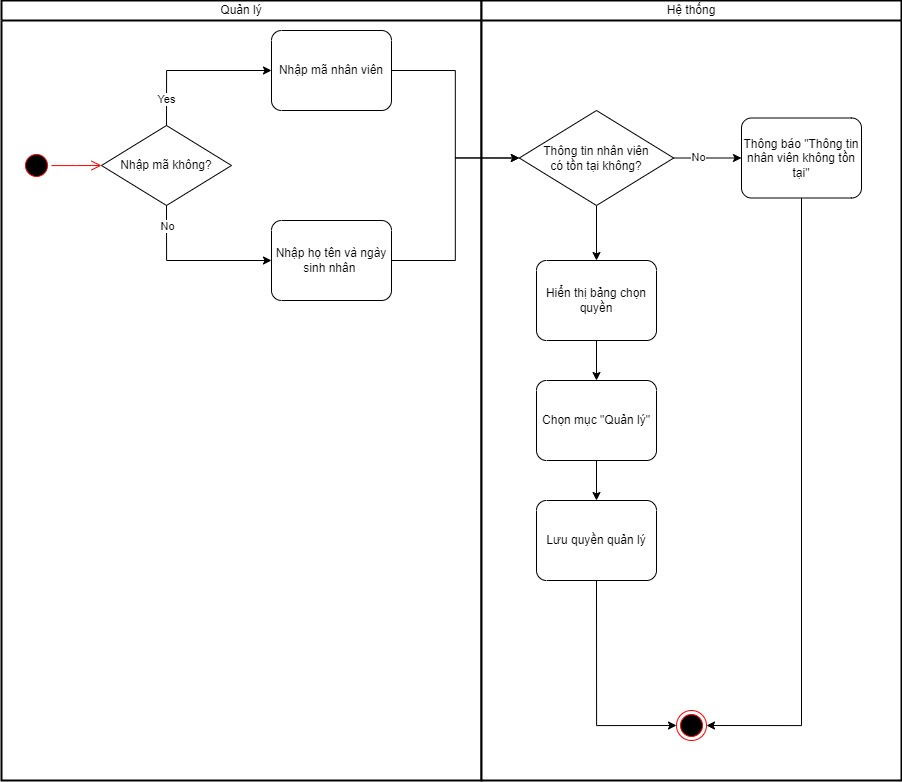 Quản lý
Hệ thống
Nhập mã nhân viên
Yes
Nhập mã không?
No
Nhập họ tên và ngày
sinh nhân
Thông tin nhân viên
có tồn tại không?
No
Thông báo "Thông tin
nhân viên không tồn
tại"
Hiển thị bảng chọn
quyền
Chọn mục "Quản lý"
Lưu quyền quản lý